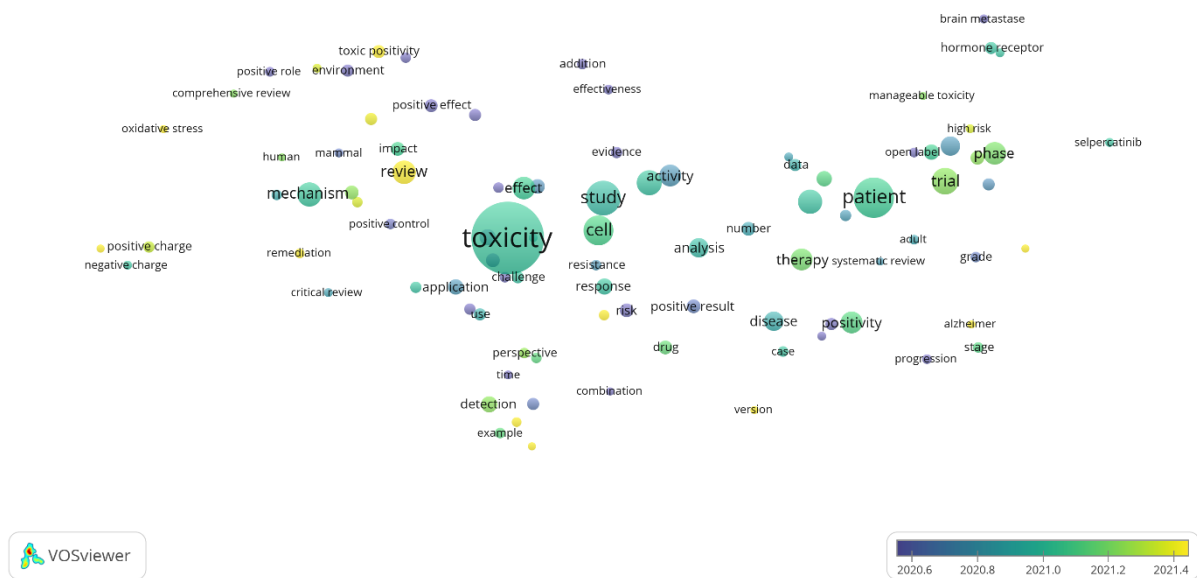 brain metastase
hormone receptor
toxic positivity
positive role
environment
addition
comprehensive review
effectiveness
positive effect
manageable toxicity
oxidative stress
high risk
selpercatinib
human
mammal
impact
evidence
open label
phase
data
review
mechanism
effect
activity
trial
study
patient
positive control
cell
number
toxicity
positive charge
negative charge
remediation
analysis
adult
therapy
systematic review
grade
resistance
challenge
critical review
application
response
use
risk
positive result
disease
positivity
alzheimer
perspective
drug
case
stage
progression
time
combination
detection
version
example
VOSviewer
2020.6
2020.8
2021.0
2021.2
2021.4